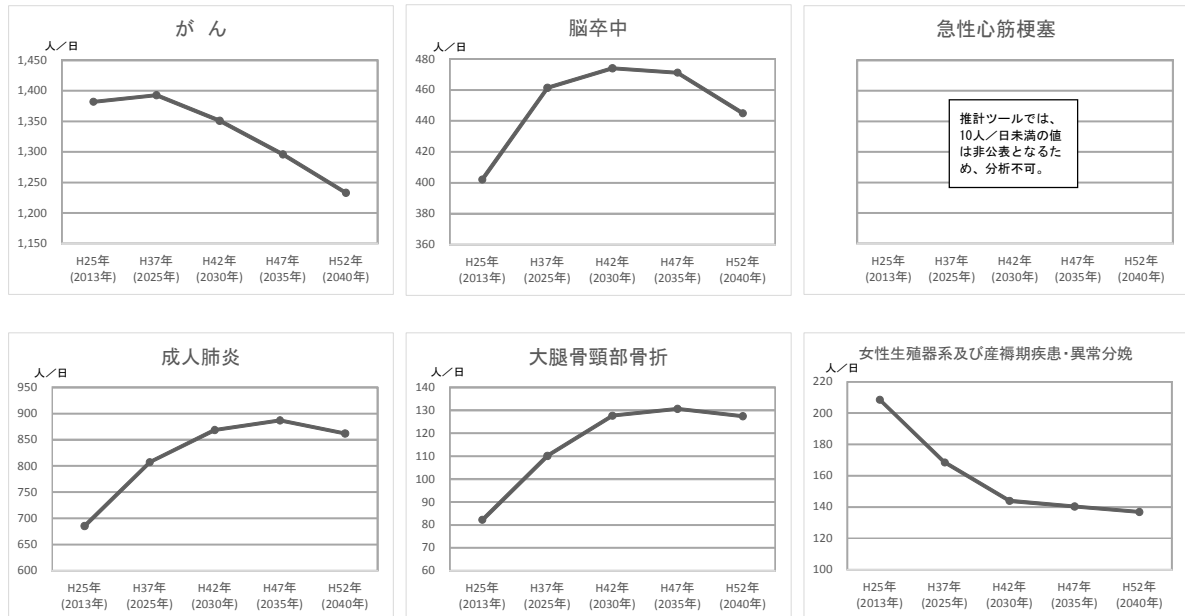 がん
人／日
1,450
1,400
1,350
1,300
1,250
1,200
1,150
H25年 H37年 H42年 H47年 H52年
(2013年) (2025年) (2030年) (2035年) (2040年)
脳卒中
人／日
480
460
440
420
400
380
360
H25年 H37年 H42年 H47年 H52年
(2013年) (2025年) (2030年) (2035年) (2040年)
急性心筋梗塞
推計ツールでは、
10人／日未満の値
は非公表となるた
め、分析不可。
H25年 H37年 H42年 H47年 H52年
(2013年) (2025年) (2030年) (2035年) (2040年)
成人肺炎
人／日
950
900
850
800
750
700
650
600
H25年 H37年 H42年 H47年 H52年
(2013年) (2025年) (2030年) (2035年) (2040年)
大腿骨頸部骨折
人／日
140
130
120
110
100
90
80
70
60
H25年 H37年 H42年 H47年 H52年
(2013年) (2025年) (2030年) (2035年) (2040年)
女性生殖器系及び産褥期疾患・異常分娩
人／日
220
200
180
160
140
120
100
H25年 H37年 H42年 H47年 H52年
(2013年) (2025年) (2030年) (2035年) (2040年)